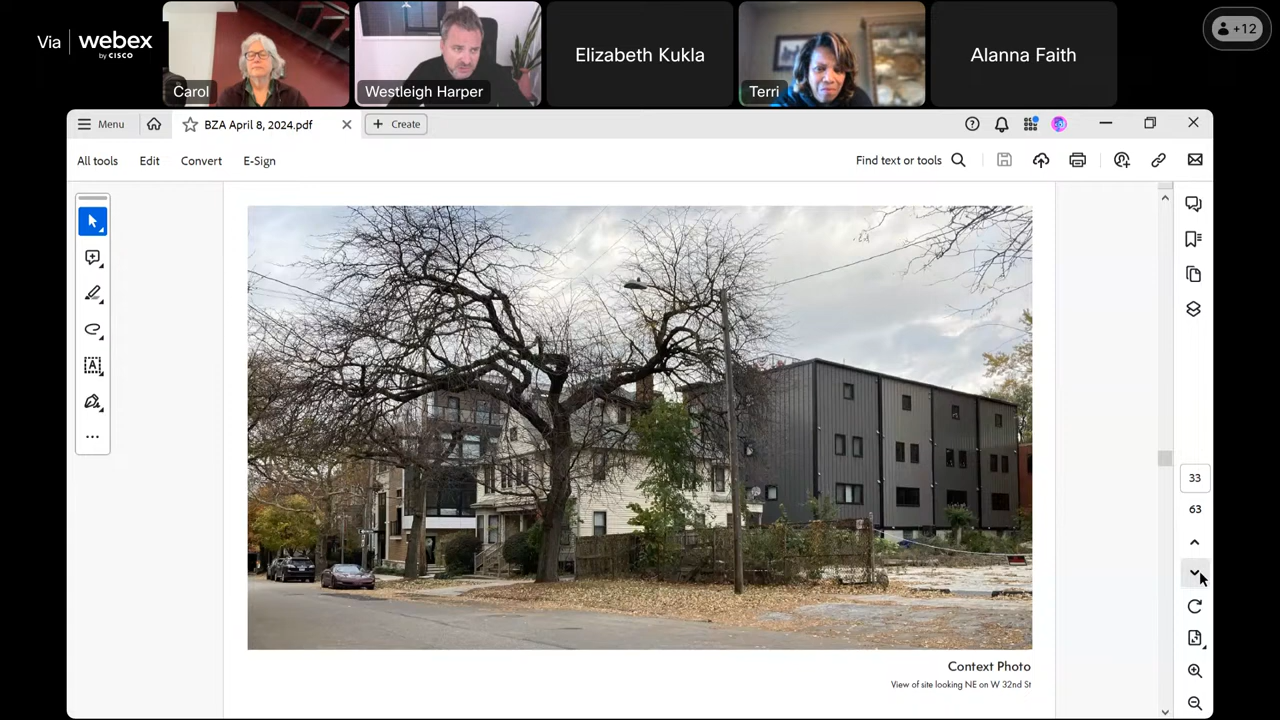 Via webex
by CISCO
Carol
Westleigh Harper
Elizabeth Kukla
Terri
Alanna Faith
+12
Menu
BZA April 8, 2024.pdf
Create
All tools
Edit
Convert
E-Sign
Find text or tools
33
63
Context Photo
View of site looking NE on W 32nd St